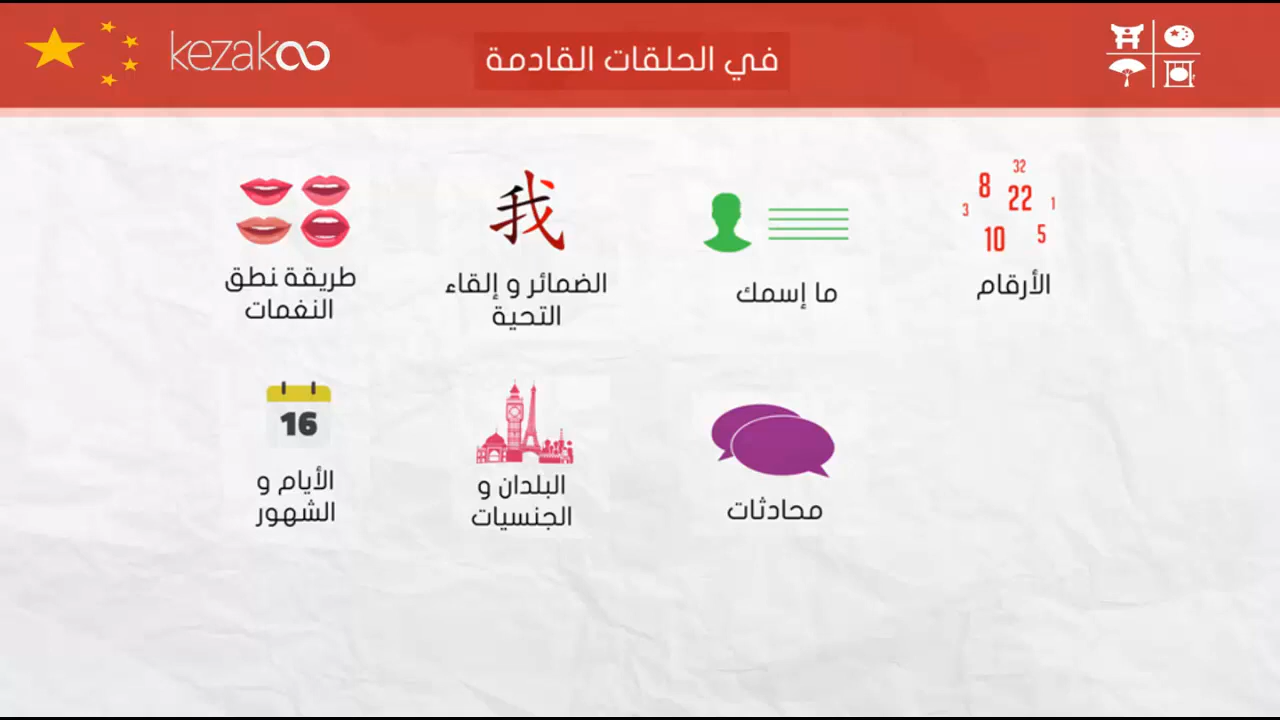 kezakoo
في الحلقات القادمة
32
8
22
3
1
10
5
الأرقام
ما إسمك
我
الضمائر و إلقاء
التحية
طريقة نطق
النغمات
محادثات
البلدان و
الجنسيات
16
الأيام و
الشهور